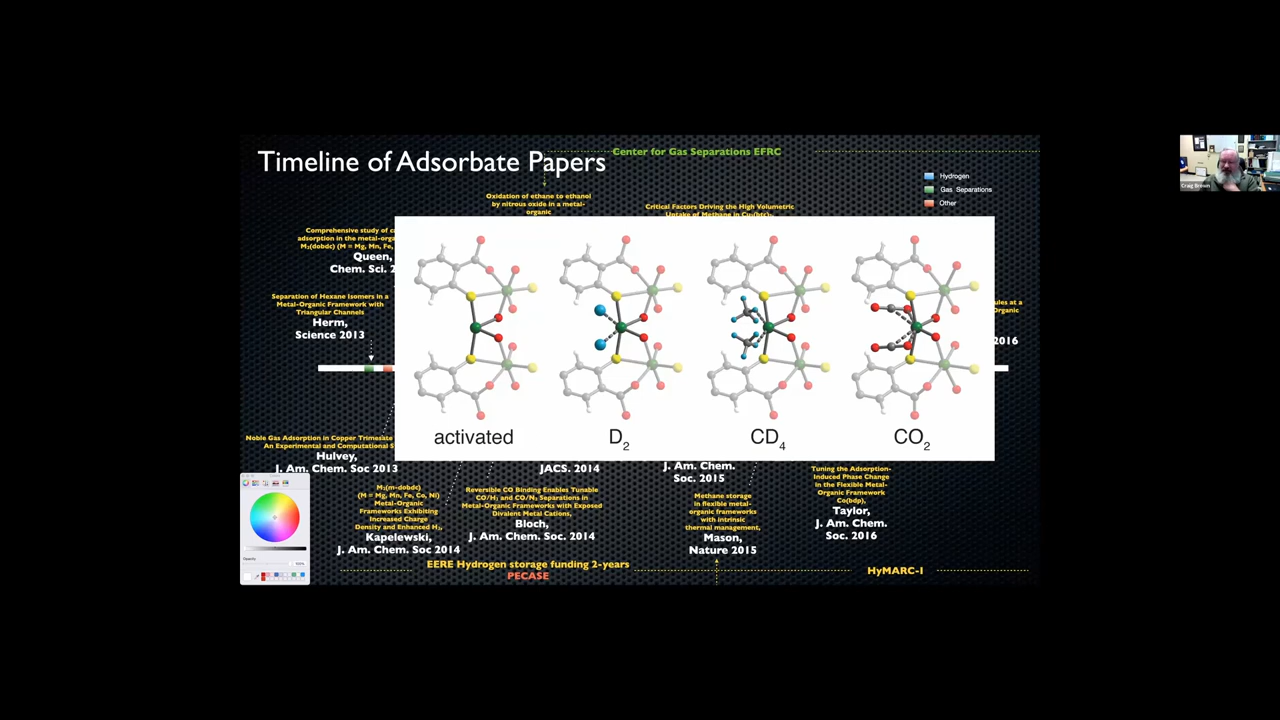 Timeline of Adsorbate Papers
Center for Gas Separations EFRC
Hydrogen
Gas Separations
Other
Craig Brown
Oxidation of ethane to ethanol
by nitrous oxide in a metal-
organic
Critical Factors Driving the High Volumetric
Uptake of Methane in Cu₃(btc)₂
Comprehensive study of
adsorption in the metal-orga
M₂(dobdc) (M = Mg, Mn, Fe,
Queen,
Chem. Sci. 2
Separation of Hexane Isomers in a
Metal-Organic Framework with
Triangular Channels
Herm,
Science 2013
ules at a
Organic
2016
activated
D₂
CD₄
CO₂
Noble Gas Adsorption in Copper Trimesate
An Experimental and Computational S
Hulvey,
J. Am. Chem. Soc 2013
JACS. 2014
J. Am. Chem.
Soc. 2015
Tuning the Adsorption-
Induced Phase Change
in the Flexible Metal-
Organic Framework
Co(bdp),
Taylor,
J. Am. Chem.
Soc. 2016
M₂(m-dobdc)
(M = Mg, Mn, Fe, Co, Ni)
Metal-Organic
Frameworks Exhibiting
Increased Charge
Density and Enhanced H₂,
Kapelewski,
J. Am. Chem. Soc 2014
Reversible CO Binding Enables Tunable
CO/H₂ and CO/N₂ Separations in
Metal-Organic Frameworks with Exposed
Divalent Metal Cations,
Bloch,
J. Am. Chem. Soc. 2014
Methane storage
in flexible metal-
organic frameworks
with intrinsic
thermal management,
Mason,
Nature 2015
Opacity
EERE Hydrogen storage funding 2-years
PECASE
HyMARC-1